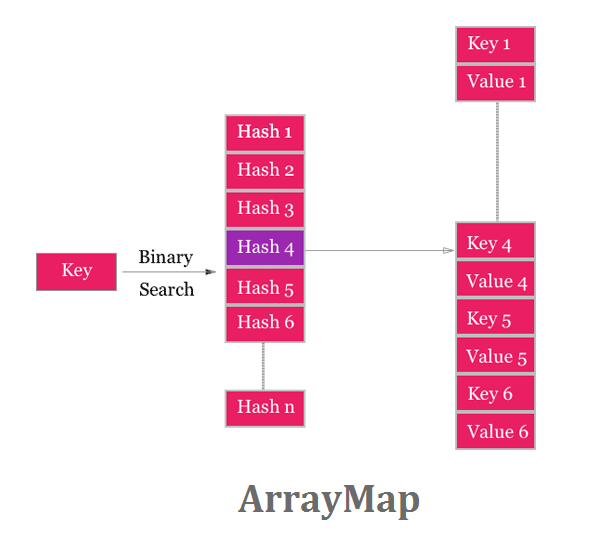 Key
Binary
Search
Hash 1
Hash 2
Hash 3
Hash 4
Hash 5
Hash 6
Hash n
Key 1
Value 1
Key 4
Value 4
Key 5
Value 5
Key 6
Value 6
ArrayMap